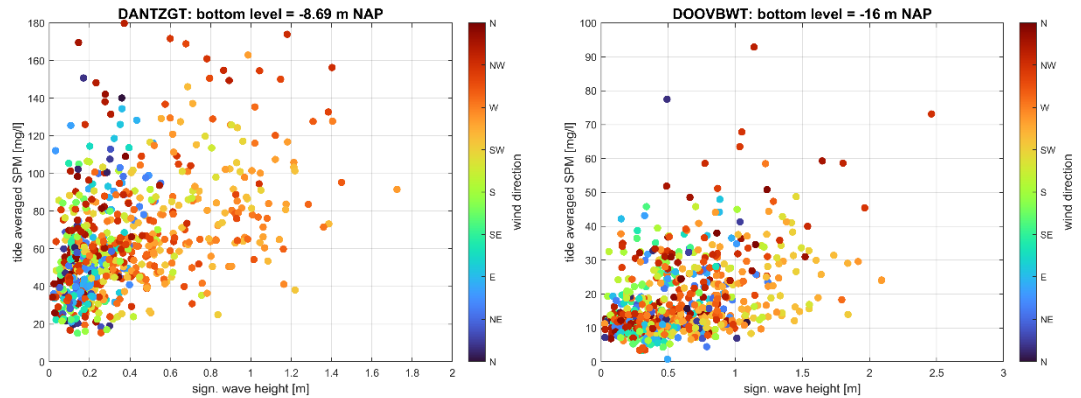 DANTZGT: bottom level = -8.69 m NAP
tide averaged SPM [mg/l]
180
160
140
120
100
80
60
40
20
0
0 0.2 0.4 0.6 0.8 1 1.2 1.4 1.6 1.8 2
sign. wave height [m]
N
NW
W
SW
S
SE
E
NE
N
wind direction
DOOVBWT: bottom level = -16 m NAP
tide averaged SPM [mg/l]
100
90
80
70
60
50
40
30
20
10
0
0 0.5 1 1.5 2 2.5 3
sign. wave height [m]
N
NW
W
SW
S
SE
E
NE
N
wind direction